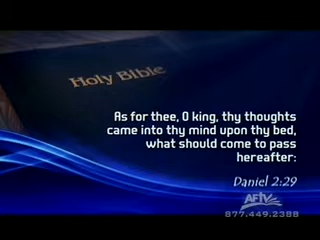 Holy Bible
As for thee, O king, thy thoughts
came into thy mind upon thy bed,
what should come to pass
hereafter:
Daniel 2:29
AFtv
877.449.2388